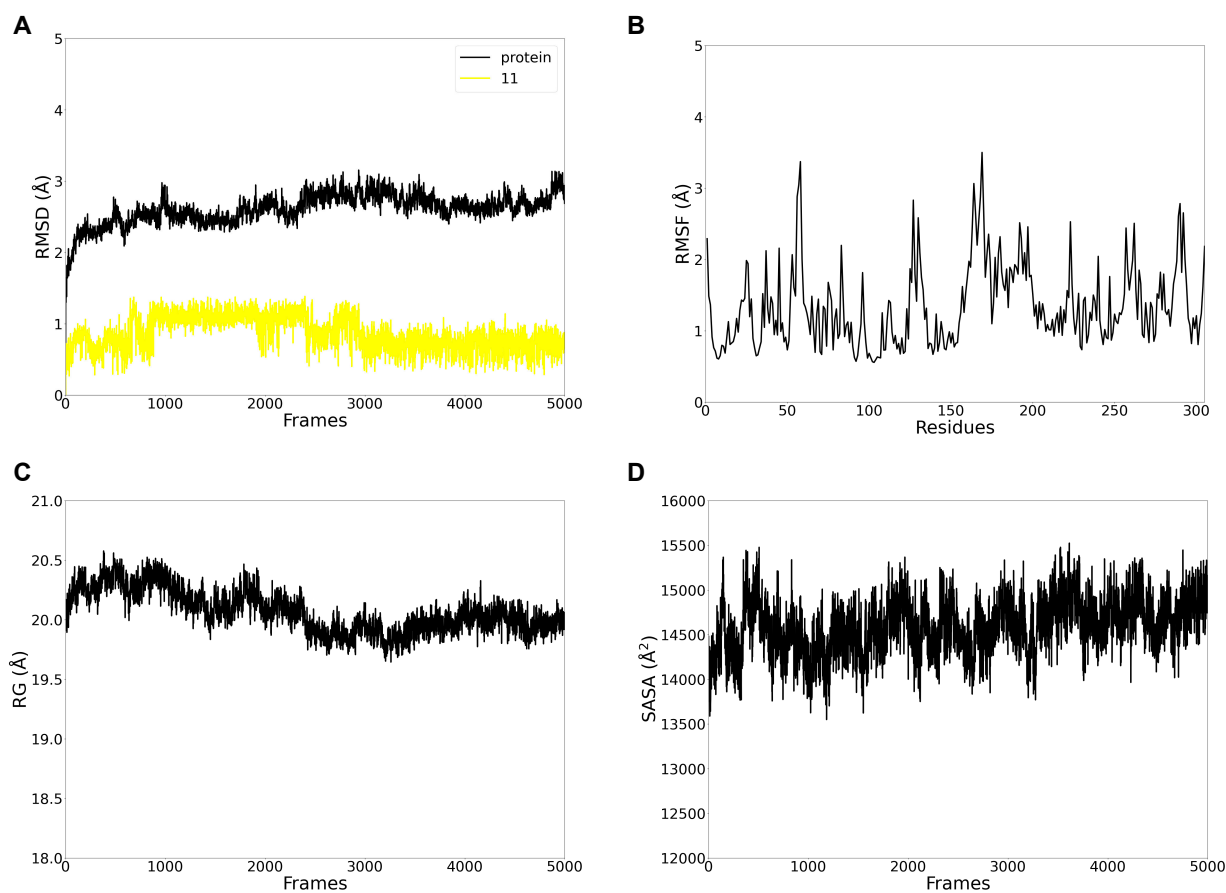 A
5
4
3
2
1
0
RMSD (Å)
protein
11
0 1000 2000 3000 4000 5000
Frames
B
5
4
3
2
1
0
RMSF (Å)
0 50 100 150 200 250 300
Residues
C
21.0
20.5
20.0
19.5
19.0
18.5
18.0
RG (Å)
0 1000 2000 3000 4000 5000
Frames
D
16000
15500
15000
14500
14000
13500
13000
12500
12000
SASA (Å²)
0 1000 2000 3000 4000 5000
Frames